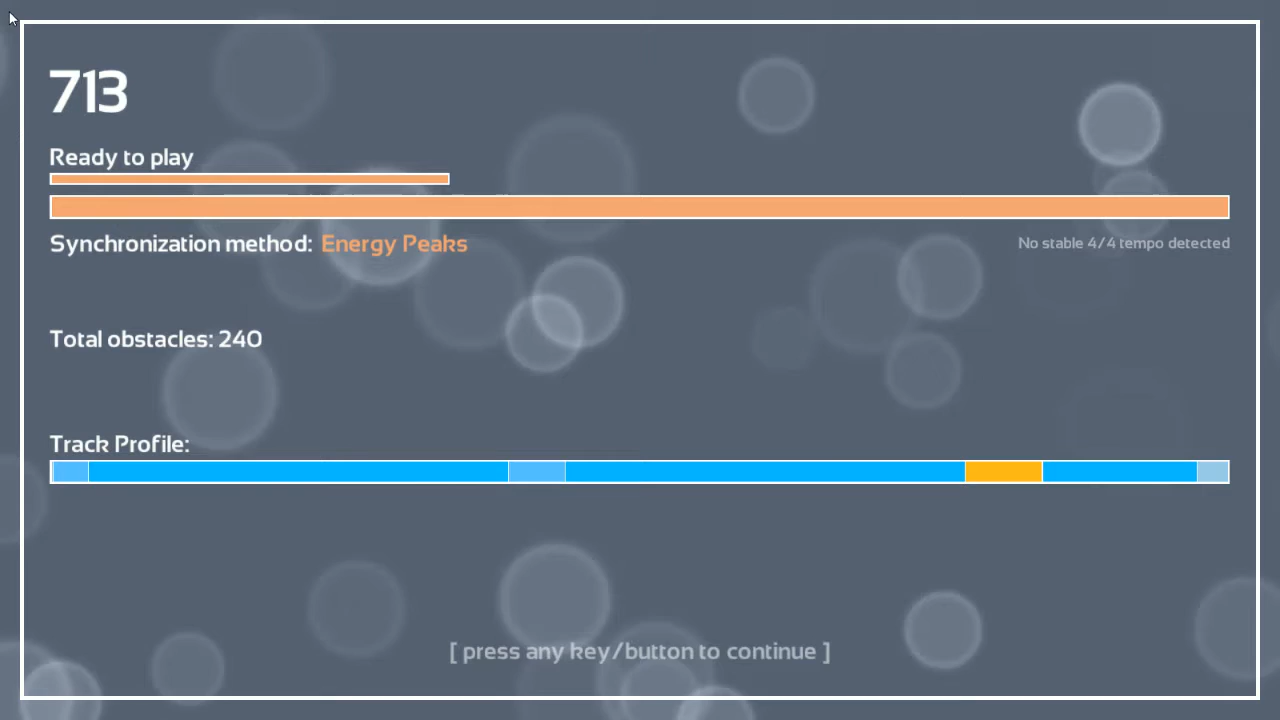 713
Ready to play
Synchronization method: Energy Peaks
No stable 4/4 tempo detected
Total obstacles: 240
Track Profile:
[ press any key/button to continue ]